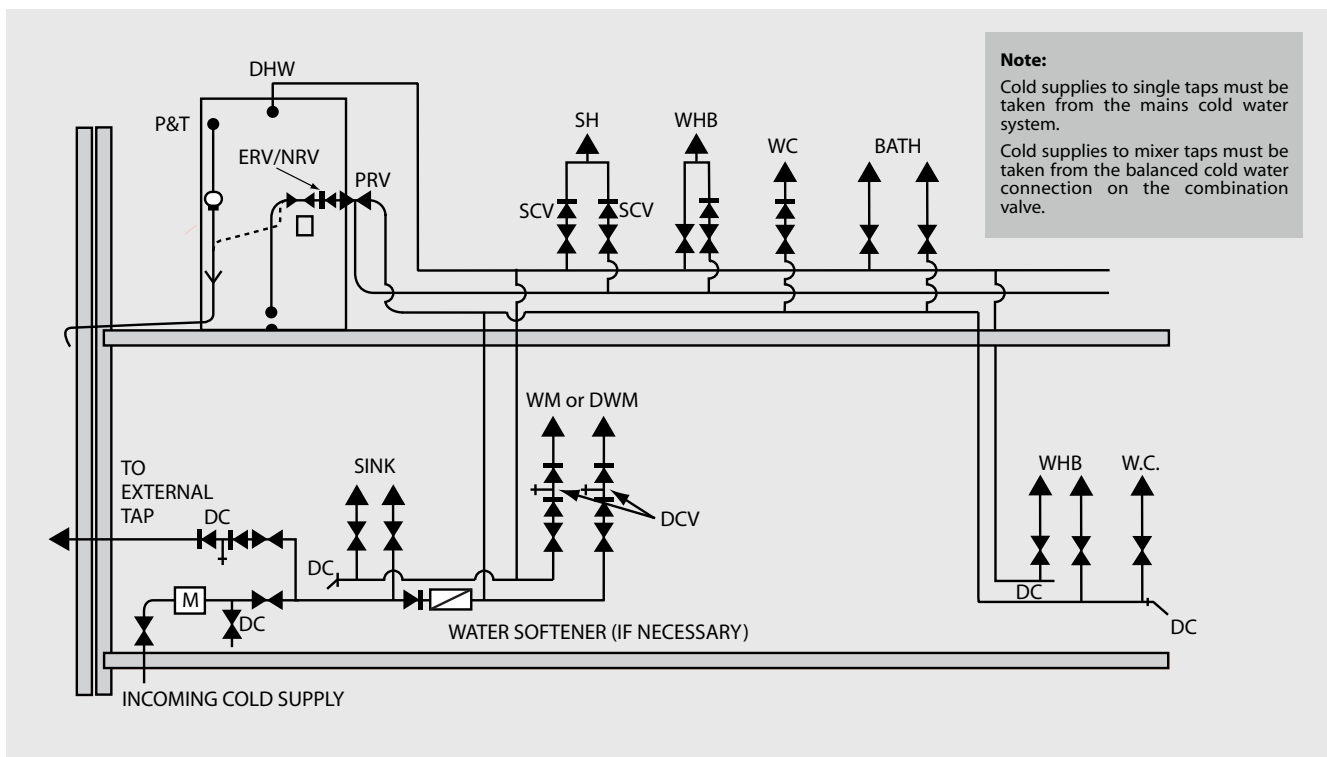 Note:
Cold supplies to single taps must be
taken from the mains cold water
system.
Cold supplies to mixer taps must be
taken from the balanced cold water
connection on the combination
valve.
DHW
P&T
ERV/NRV
PRV
SH
WHB
WC
BATH
SCV
SCV
WM or DWM
TO
EXTERNAL
TAP
SINK
WHB
W.C.
DC
DCV
DC
DC
M
DC
DC
WATER SOFTENER (IF NECESSARY)
INCOMING COLD SUPPLY